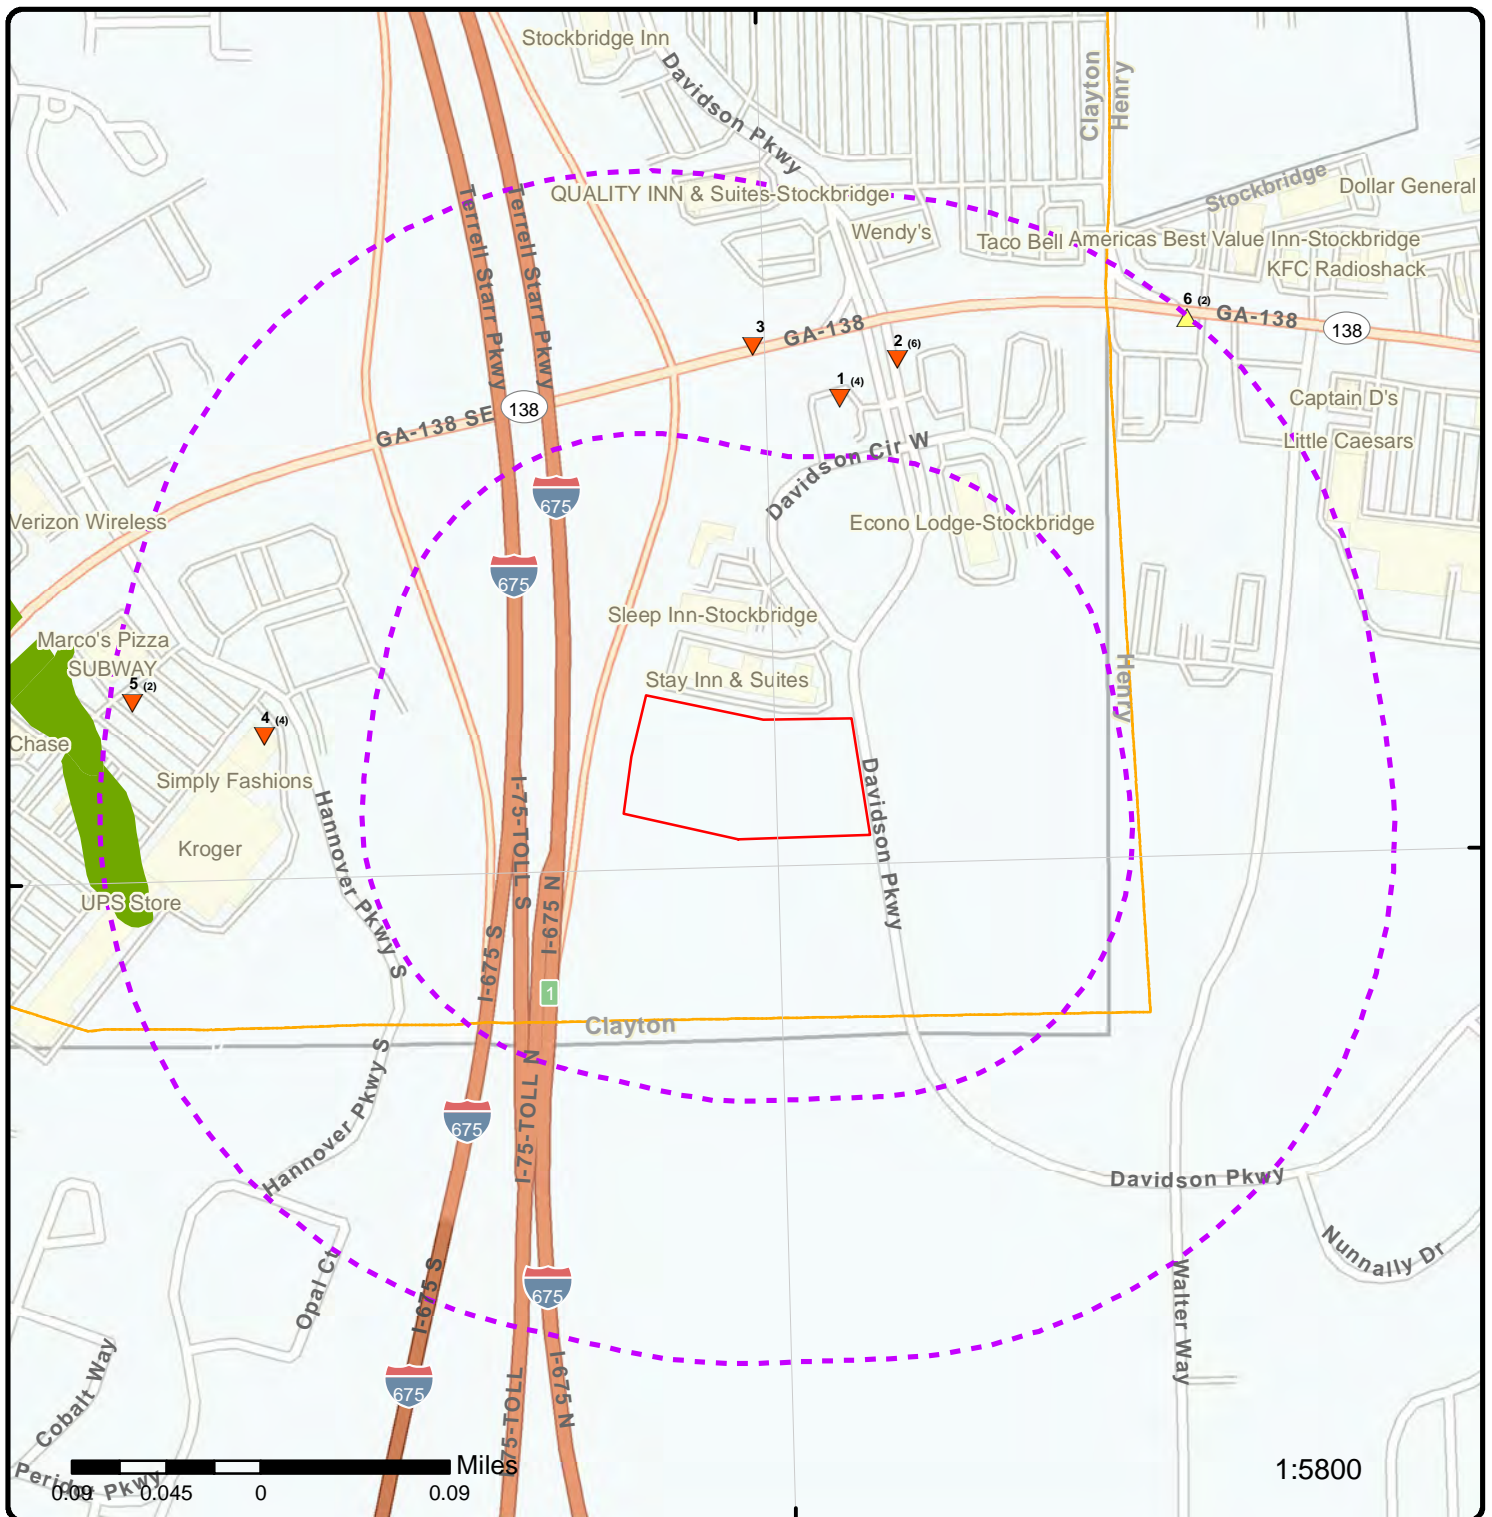 Stockbridge Inn
Davidson Pkwy
Clayton
Henry
QUALITY INN & Suites-Stockbridge
Stockbridge
Dollar General
Terrell Starr Pkwy
Terrell Starr Pkwy
Wendy's
Taco Bell
Americas Best Value Inn-Stockbridge
KFC Radioshack
6 (2)
GA-138
138
3
GA-138
2 (6)
1 (4)
138
GA-138 SE
Captain D's
Little Caesars
Davidson Cir W
675
Verizon Wireless
Econo Lodge-Stockbridge
675
Sleep Inn-Stockbridge
Marco's Pizza
SUBWAY
5 (2)
Stay Inn & Suites
Henry
4 (4)
Chase
Simply Fashions
Davidson Pkwy
Hannover Pkwy S
I-75-TOLL S
Kroger
I-675 N
UPS Store
I-675 S
1
Clayton
Hannover Pkwy S
I-75-TOLL N
675
Davidson Pkwy
Nunnally Dr
Opal Ct
I-675 S
675
Walter Way
Cobalt Way
I-675 N
675
75-TOLL
Miles
1:5800
Peridot Pkwy
0.09 0.045 0 0.09